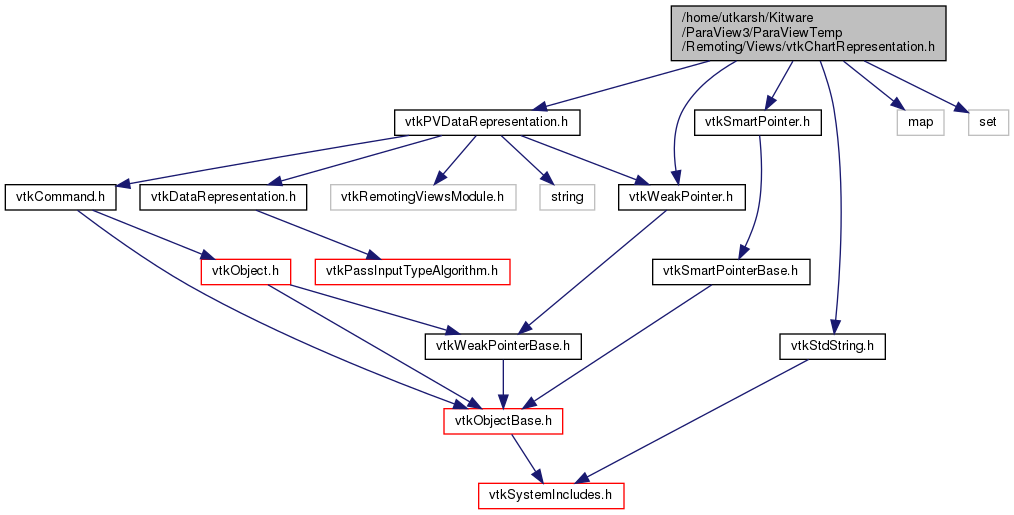 /home/utkarsh/Kitware
/ParaView3/ParaViewTemp
/Remoting/Views/vtkChartRepresentation.h
vtkPVDataRepresentation.h
vtkSmartPointer.h
map
set
vtkCommand.h
vtkDataRepresentation.h
vtkRemotingViewsModule.h
string
vtkWeakPointer.h
vtkObject.h
vtkPassInputTypeAlgorithm.h
vtkSmartPointerBase.h
vtkWeakPointerBase.h
vtkStdString.h
vtkObjectBase.h
vtkSystemIncludes.h